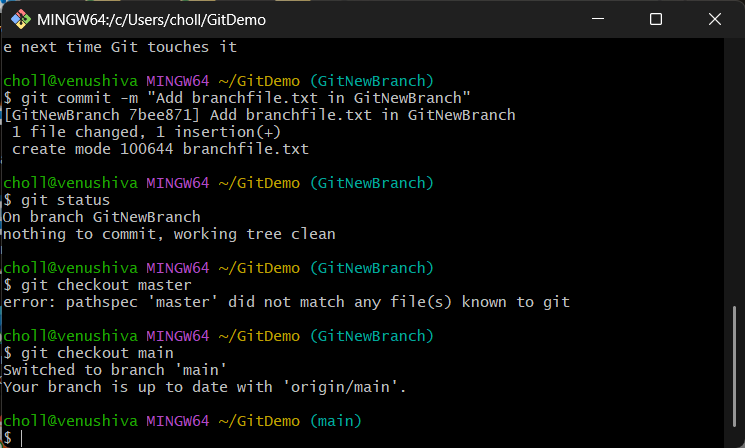 MINGW64:/c/Users/choll/GitDemo
e next time Git touches it
choll@venushiva MINGW64 ~/GitDemo (GitNewBranch)
$ git commit -m "Add branchfile.txt in GitNewBranch"
[GitNewBranch 7bee871] Add branchfile.txt in GitNewBranch
 1 file changed, 1 insertion(+)
 create mode 100644 branchfile.txt
choll@venushiva MINGW64 ~/GitDemo (GitNewBranch)
$ git status
On branch GitNewBranch
nothing to commit, working tree clean
choll@venushiva MINGW64 ~/GitDemo (GitNewBranch)
$ git checkout master
error: pathspec 'master' did not match any file(s) known to git
choll@venushiva MINGW64 ~/GitDemo (GitNewBranch)
$ git checkout main
Switched to branch 'main'
Your branch is up to date with 'origin/main'.
choll@venushiva MINGW64 ~/GitDemo (main)
$